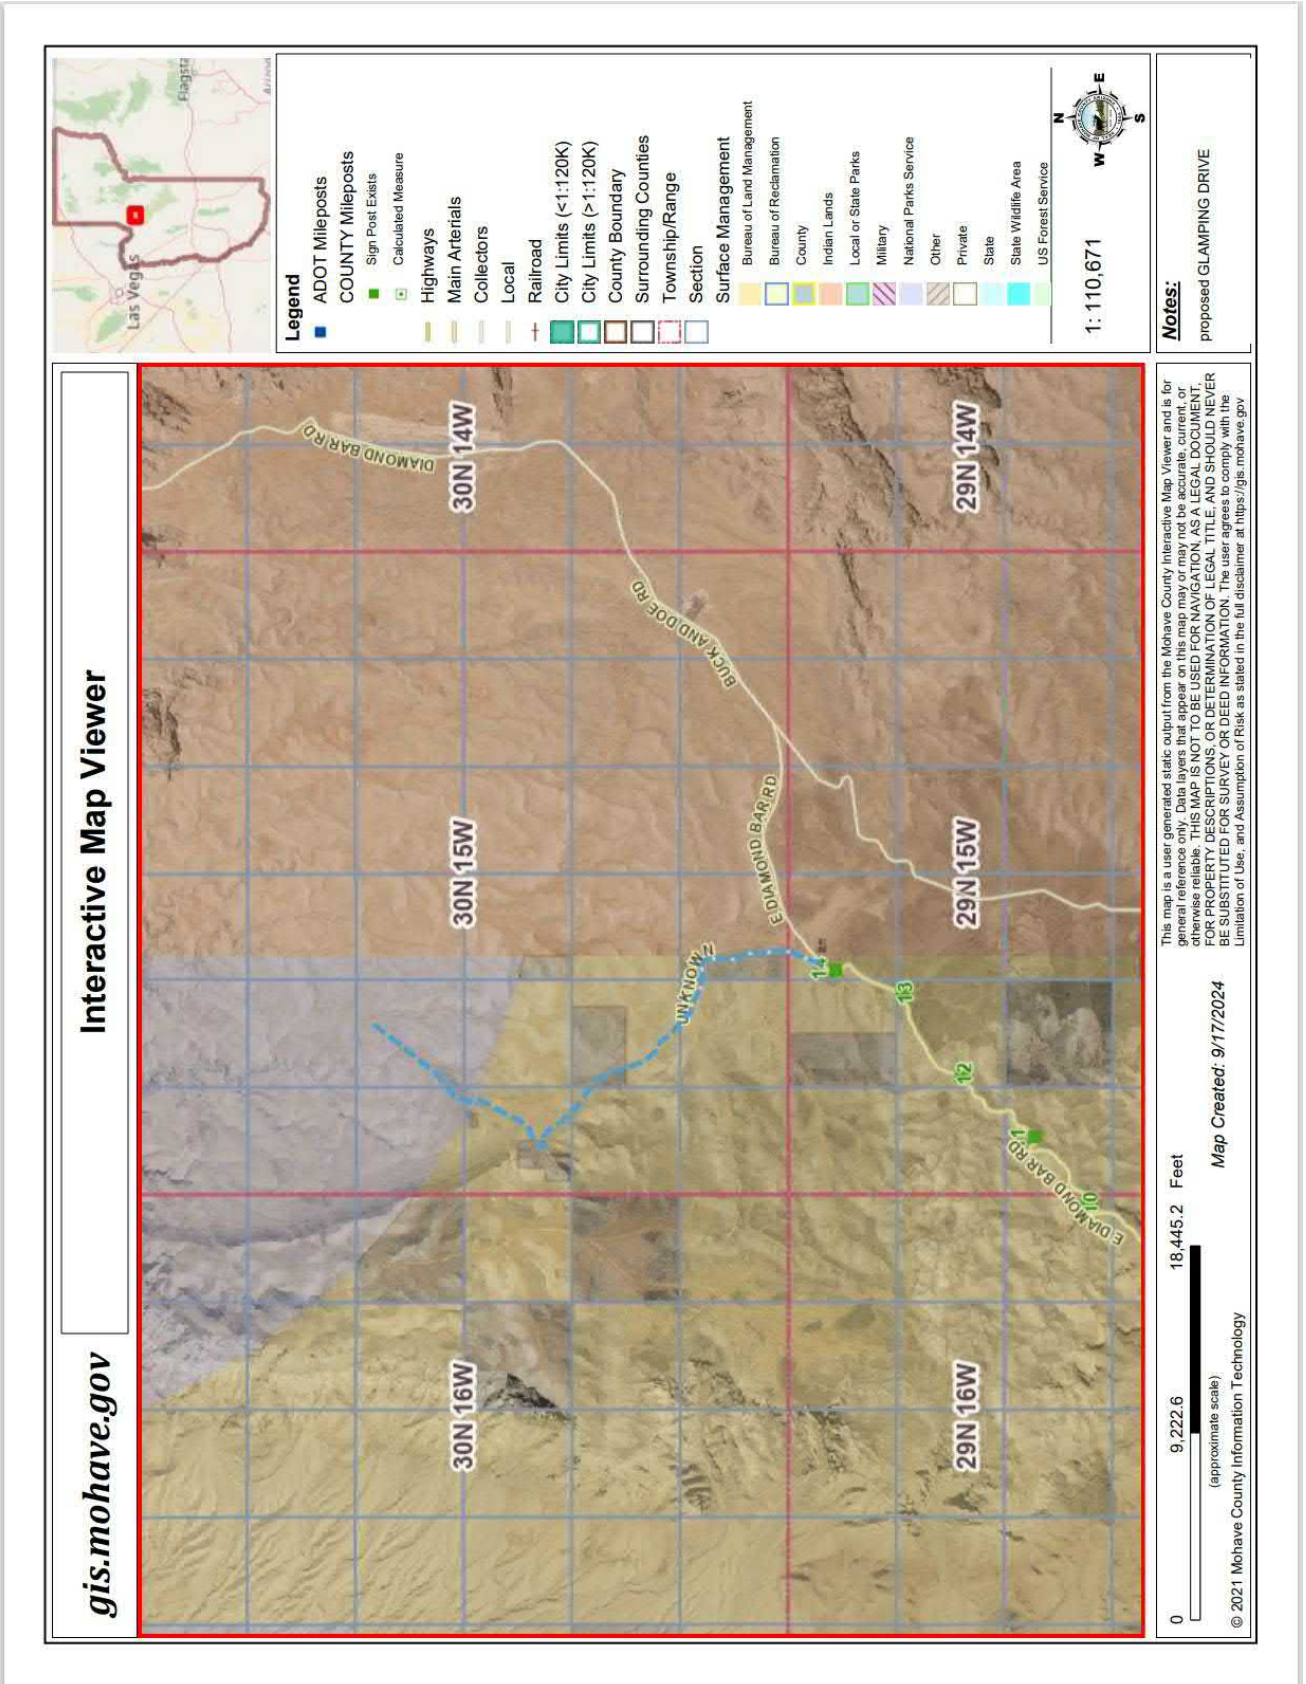 gis.mohave.gov
Interactive Map Viewer
Las Vegas
Flagsta
Legend
ADOT Mileposts
COUNTY Mileposts
Sign Post Exists
Calculated Measure
Highways
Main Arterials
Collectors
Local
Railroad
City Limits (<1:120K)
City Limits (>1:120K)
County Boundary
Surrounding Counties
Township/Range
Section
Surface Management
Bureau of Land Management
Bureau of Reclamation
County
Indian Lands
Local or State Parks
Military
National Parks Service
Other
Private
State
State Wildlife Area
US Forest Service
1: 110,671
N
W
E
S
Notes:
proposed GLAMPING DRIVE
30N 16W
30N 15W
30N 14W
29N 16W
29N 15W
29N 14W
DIAMOND BAR RD
BUCK AND DOE RD
E DIAMOND BAR RD
UNKNOW 2
14
13
12
10
E DIAMOND BAR RD
0
9,222.6
18,445.2
Feet
(approximate scale)
© 2021 Mohave County Information Technology
Map Created: 9/17/2024
This map is a user generated static output from the Mohave County Interactive Map Viewer and is for
general reference only. Data layers that appear on this map may or may not be accurate, current, or
otherwise reliable. THIS MAP IS NOT TO BE USED FOR NAVIGATION, AS A LEGAL DOCUMENT,
FOR PROPERTY DESCRIPTIONS, OR DETERMINATION OF LEGAL TITLE, AND SHOULD NEVER
BE SUBSTITUTED FOR SURVEY OR DEED INFORMATION. The user agrees to comply with the
Limitation of Use, and Assumption of Risk as stated in the full disclaimer at https://gis.mohave.gov